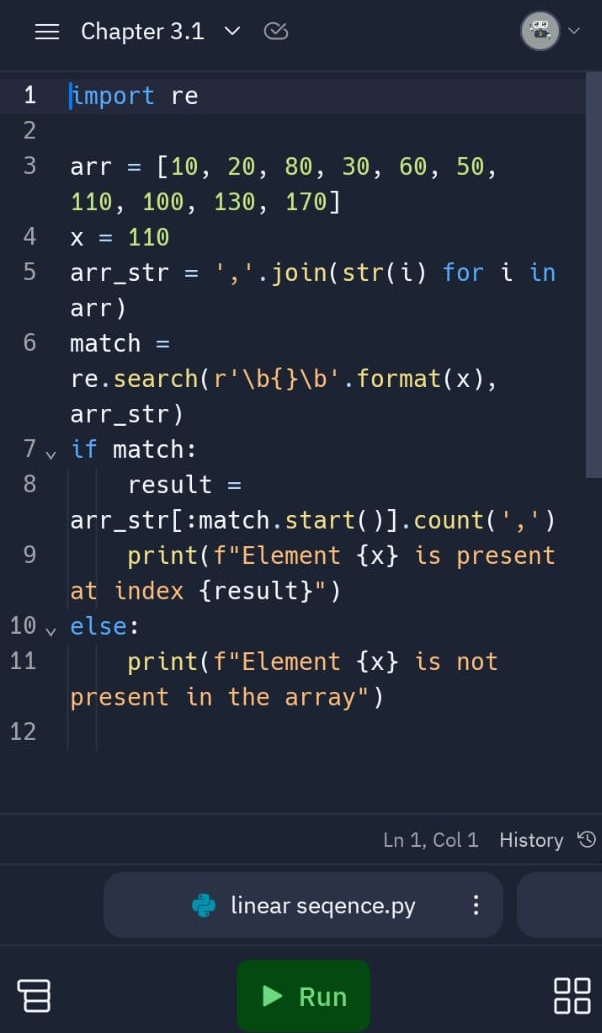 Chapter 3.1
1 import re
2
3 arr = [10, 20, 80, 30, 60, 50,
110, 100, 130, 170]
4 x = 110
5 arr_str = ','.join(str(i) for i in
arr)
6 match =
re.search(r'\b{}\b'.format(x),
arr_str)
7 if match:
8 result =
arr_str[:match.start()].count(',')
9 print(f"Element {x} is present
at index {result}")
10 else:
11 print(f"Element {x} is not
present in the array")
12
Ln 1, Col 1 History
linear seqence.py
Run